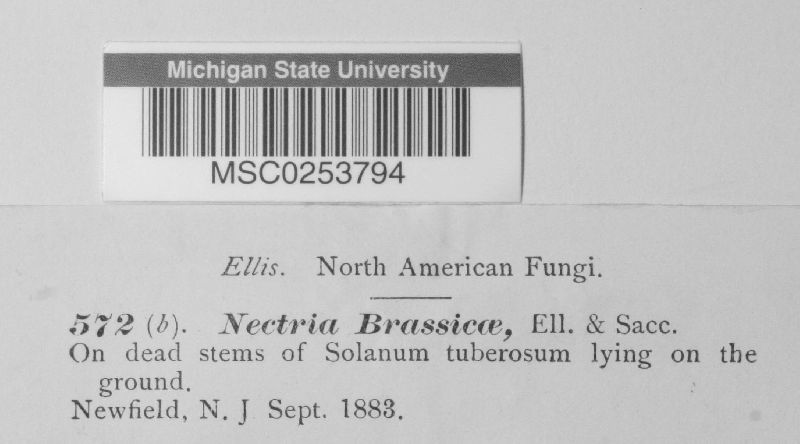 Michigan State University
MSC0253794
Ellis. North American Fungi.
572 (b). Nectria Brassicæ, Ell. & Sacc.
On dead stems of Solanum tuberosum lying on the
ground.
Newfield, N. J Sept. 1883.